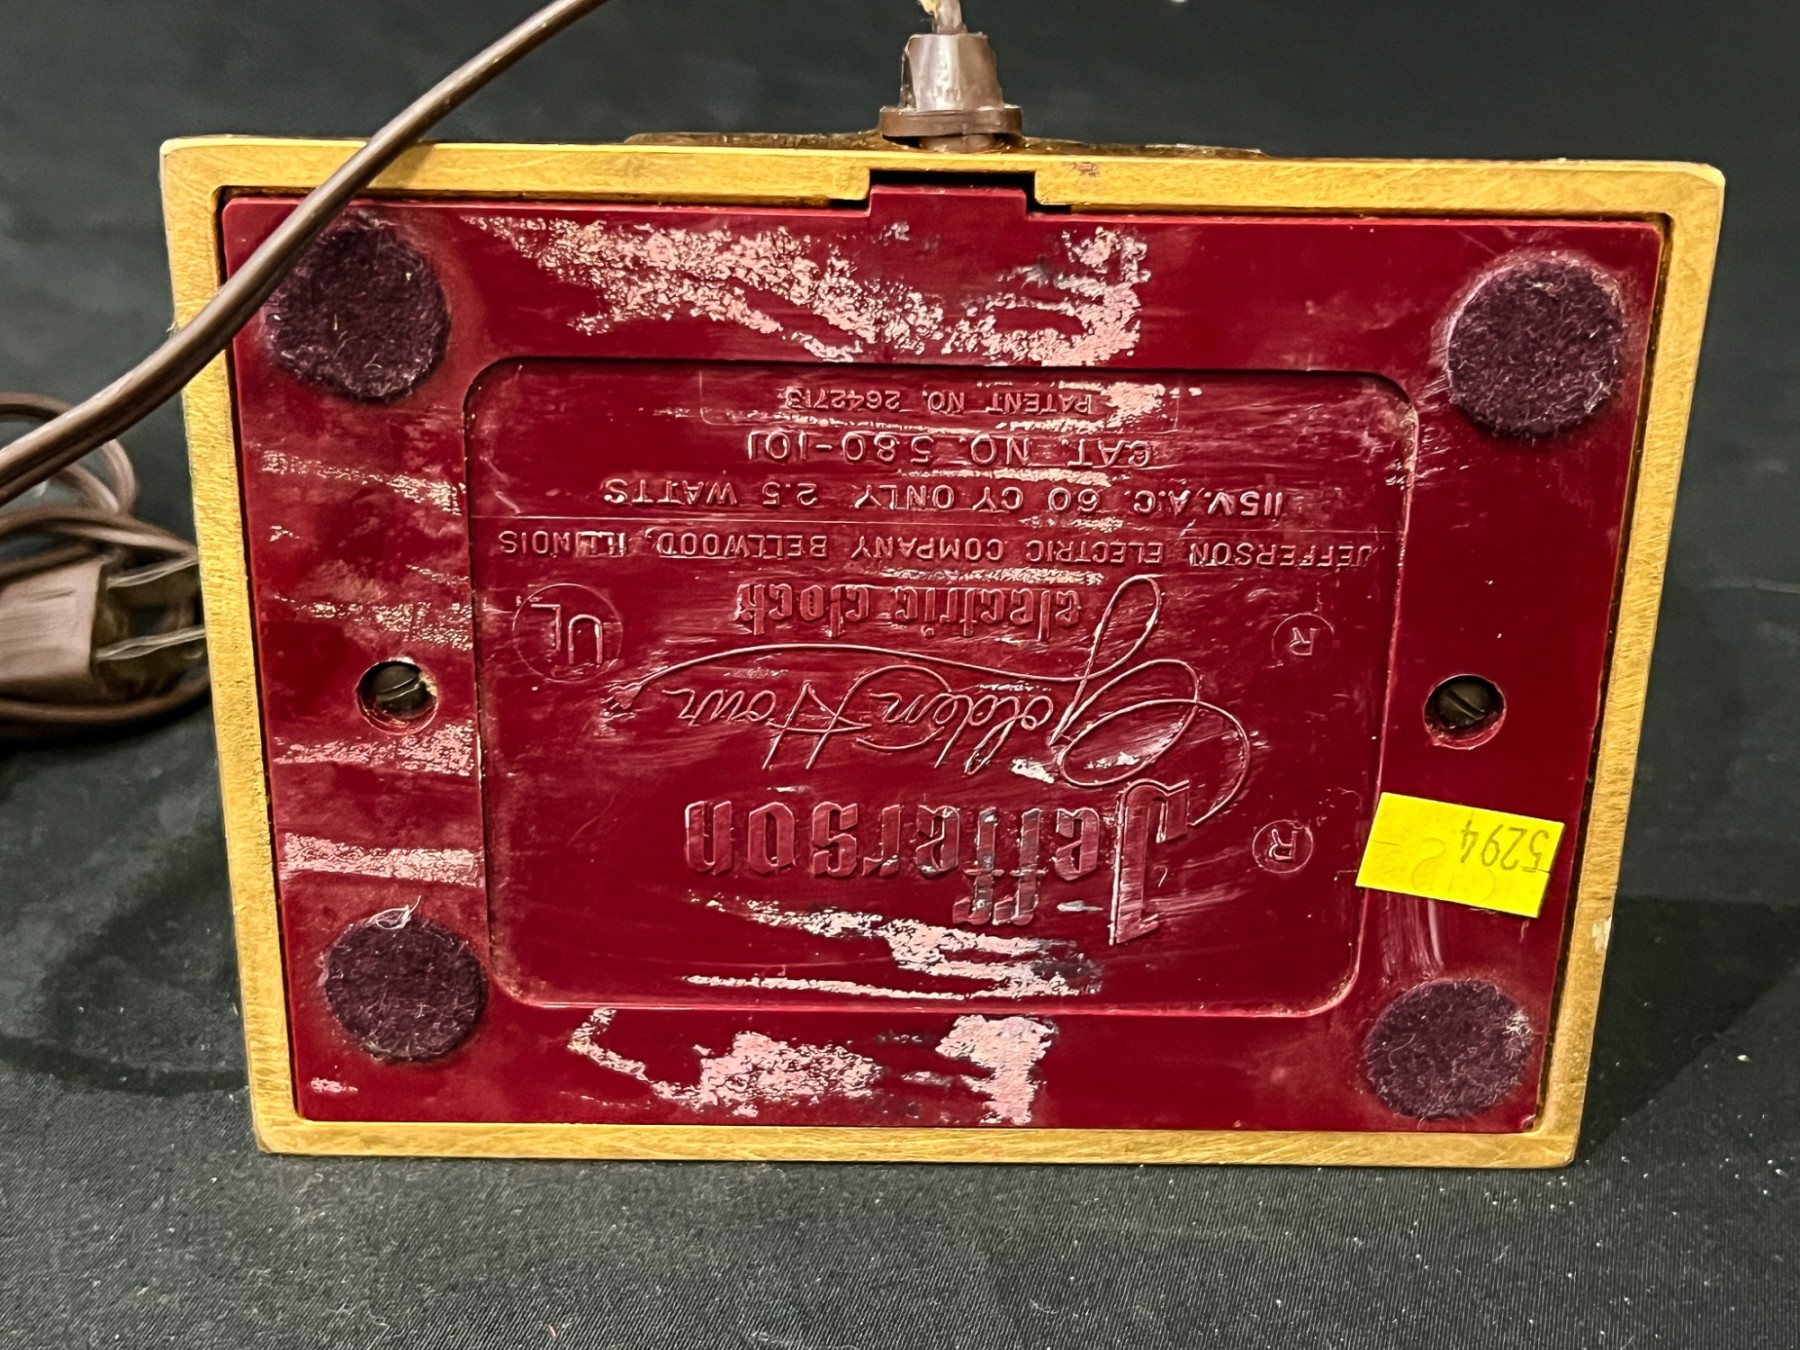 5294
® Jefferson
Golden Hour
® electric clock UL
JEFFERSON ELECTRIC COMPANY BELLWOOD, ILLINOIS
115V., A.C. 60 CY ONLY 2.5 WATTS
CAT. NO. 580-101
PATENT NO. 2642713